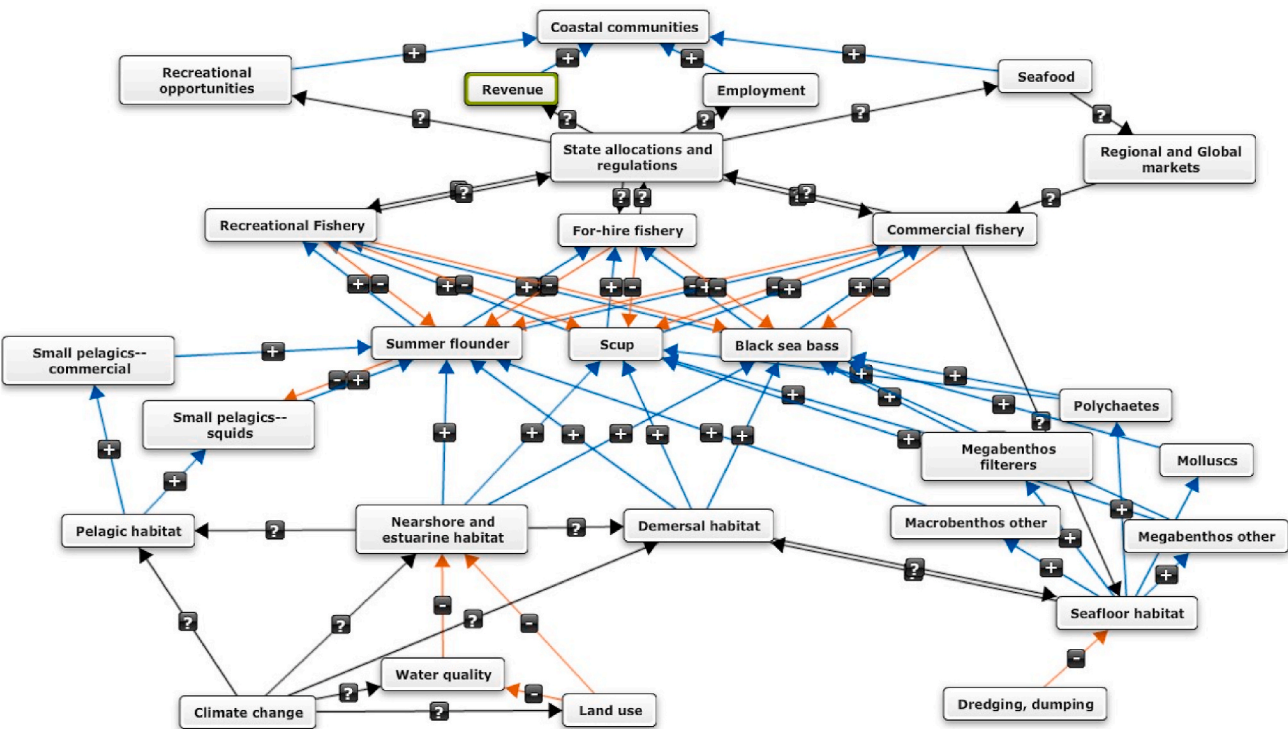 Coastal communities
Recreational
opportunities
Revenue
Employment
Seafood
State allocations and
regulations
Regional and Global
markets
Recreational Fishery
For-hire fishery
Commercial fishery
Small pelagics--
commercial
Summer flounder
Scup
Black sea bass
Small pelagics--
squids
Polychaetes
Megabenthos
filterers
Molluscs
Pelagic habitat
Nearshore and
estuarine habitat
Demersal habitat
Macrobenthos other
Megabenthos other
Seafloor habitat
Water quality
Climate change
Land use
Dredging, dumping